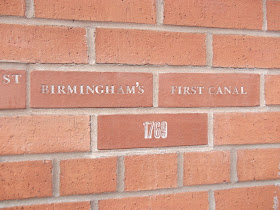 ST BIRMINGHAM'S FIRST CANAL
1769